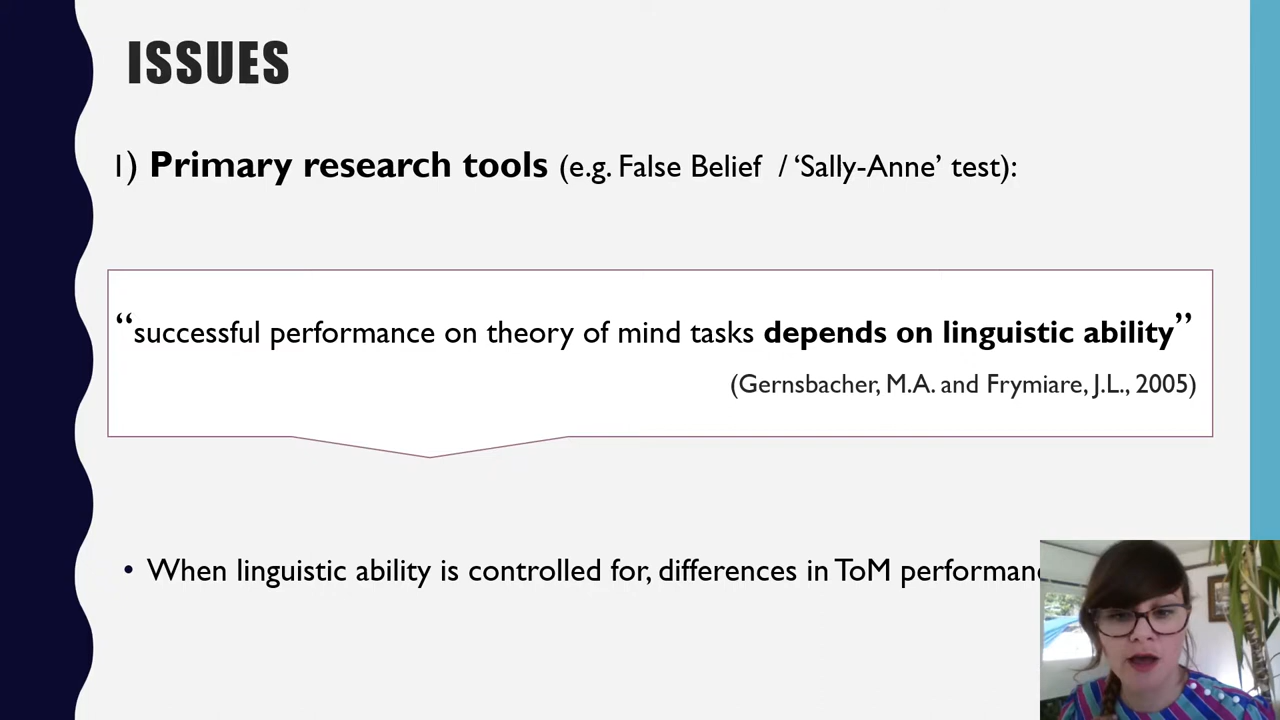 ISSUES
1) Primary research tools (e.g. False Belief / ‘Sally-Anne’ test):
“successful performance on theory of mind tasks depends on linguistic ability”
(Gernsbacher, M.A. and Frymiare, J.L., 2005)
• When linguistic ability is controlled for, differences in ToM